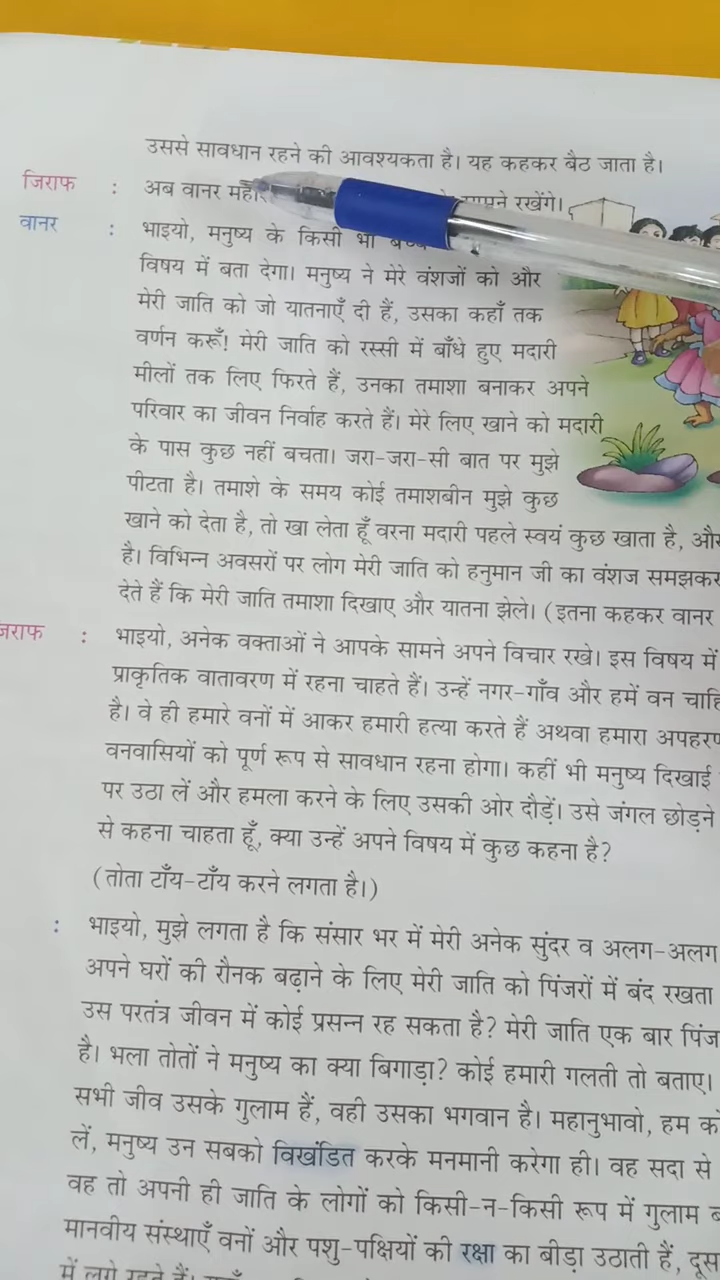 उससे सावधान रहने की आवश्यकता है। यह कहकर बैठ जाता है।
जिराफ : अब वानर सामने रखेंगे।
वानर : भाइयो, मनुष्य के किसी भी
विषय में बता देगा। मनुष्य ने मेरे वंशजों को और
मेरी जाति को जो यातनाएँ दी हैं, उसका कहाँ तक
वर्णन करूँ! मेरी जाति को रस्सी में बाँधे हुए मदारी
मीलों तक लिए फिरते हैं, उनका तमाशा बनाकर अपने
परिवार का जीवन निर्वाह करते हैं। मेरे लिए खाने को मदारी
के पास कुछ नहीं बचता। जरा-जरा-सी बात पर मुझे
पीटता है। तमाशे के समय कोई तमाशबीन मुझे कुछ
खाने को देता है, तो खा लेता हूँ वरना मदारी पहले स्वयं कुछ खाता है,
है। विभिन्न अवसरों पर लोग मेरी जाति को हनुमान जी का वंशज समझकर
देते हैं कि मेरी जाति तमाशा दिखाए और यातना झेले। (इतना कहकर वानर
जिराफ : भाइयो, अनेक वक्ताओं ने आपके सामने अपने विचार रखे। इस विषय में
प्राकृतिक वातावरण में रहना चाहते हैं। उन्हें नगर-गाँव और हमें वन
है। वे ही हमारे वनों में आकर हमारी हत्या करते हैं अथवा हमारा अपहरण
वनवासियों को पूर्ण रूप से सावधान रहना होगा। कहीं भी मनुष्य दिखाई
पर उठा लें और हमला करने के लिए उसकी ओर दौड़ें। उसे जंगल छोड़ने
से कहना चाहता हूँ, क्या उन्हें अपने विषय में कुछ कहना है?
(तोता टाँय-टाँय करने लगता है।)
: भाइयो, मुझे लगता है कि संसार भर में मेरी अनेक सुंदर व अलग-अलग
अपने घरों की रौनक बढ़ाने के लिए मेरी जाति को पिंजरों में बंद रखता
उस परतंत्र जीवन में कोई प्रसन्न रह सकता है? मेरी जाति एक बार
है। भला तोतों ने मनुष्य का क्या बिगाड़ा? कोई हमारी गलती तो बताए।
सभी जीव उसके गुलाम हैं, वही उसका भगवान है। महानुभावो, हम
लें, मनुष्य उन सबको विखंडित करके मनमानी करेगा ही। वह सदा से
वह तो अपनी ही जाति के लोगों को किसी-न-किसी रूप में गुलाम
मानवीय संस्थाएँ वनों और पशु-पक्षियों की रक्षा का बीड़ा उठाती हैं,
में लगे रहते हैं।